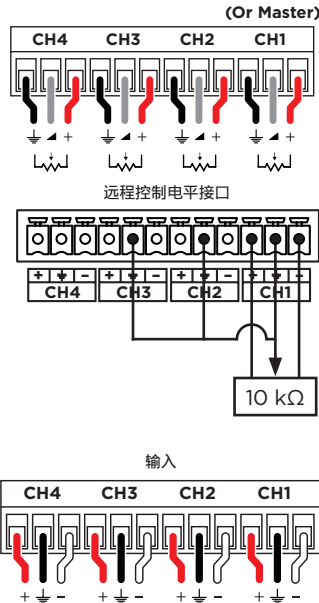 (Or Master)
CH4 CH3 CH2 CH1
⏚ ◢ + ⏚ ◢ + ⏚ ◢ + ⏚ ◢ +
远程控制电平接口
+ ⏚ − + ⏚ − + ⏚ − + ⏚ −
CH4 CH3 CH2 CH1
10 kΩ
输入
CH4 CH3 CH2 CH1
+ ⏚ − + ⏚ − + ⏚ − + ⏚ −